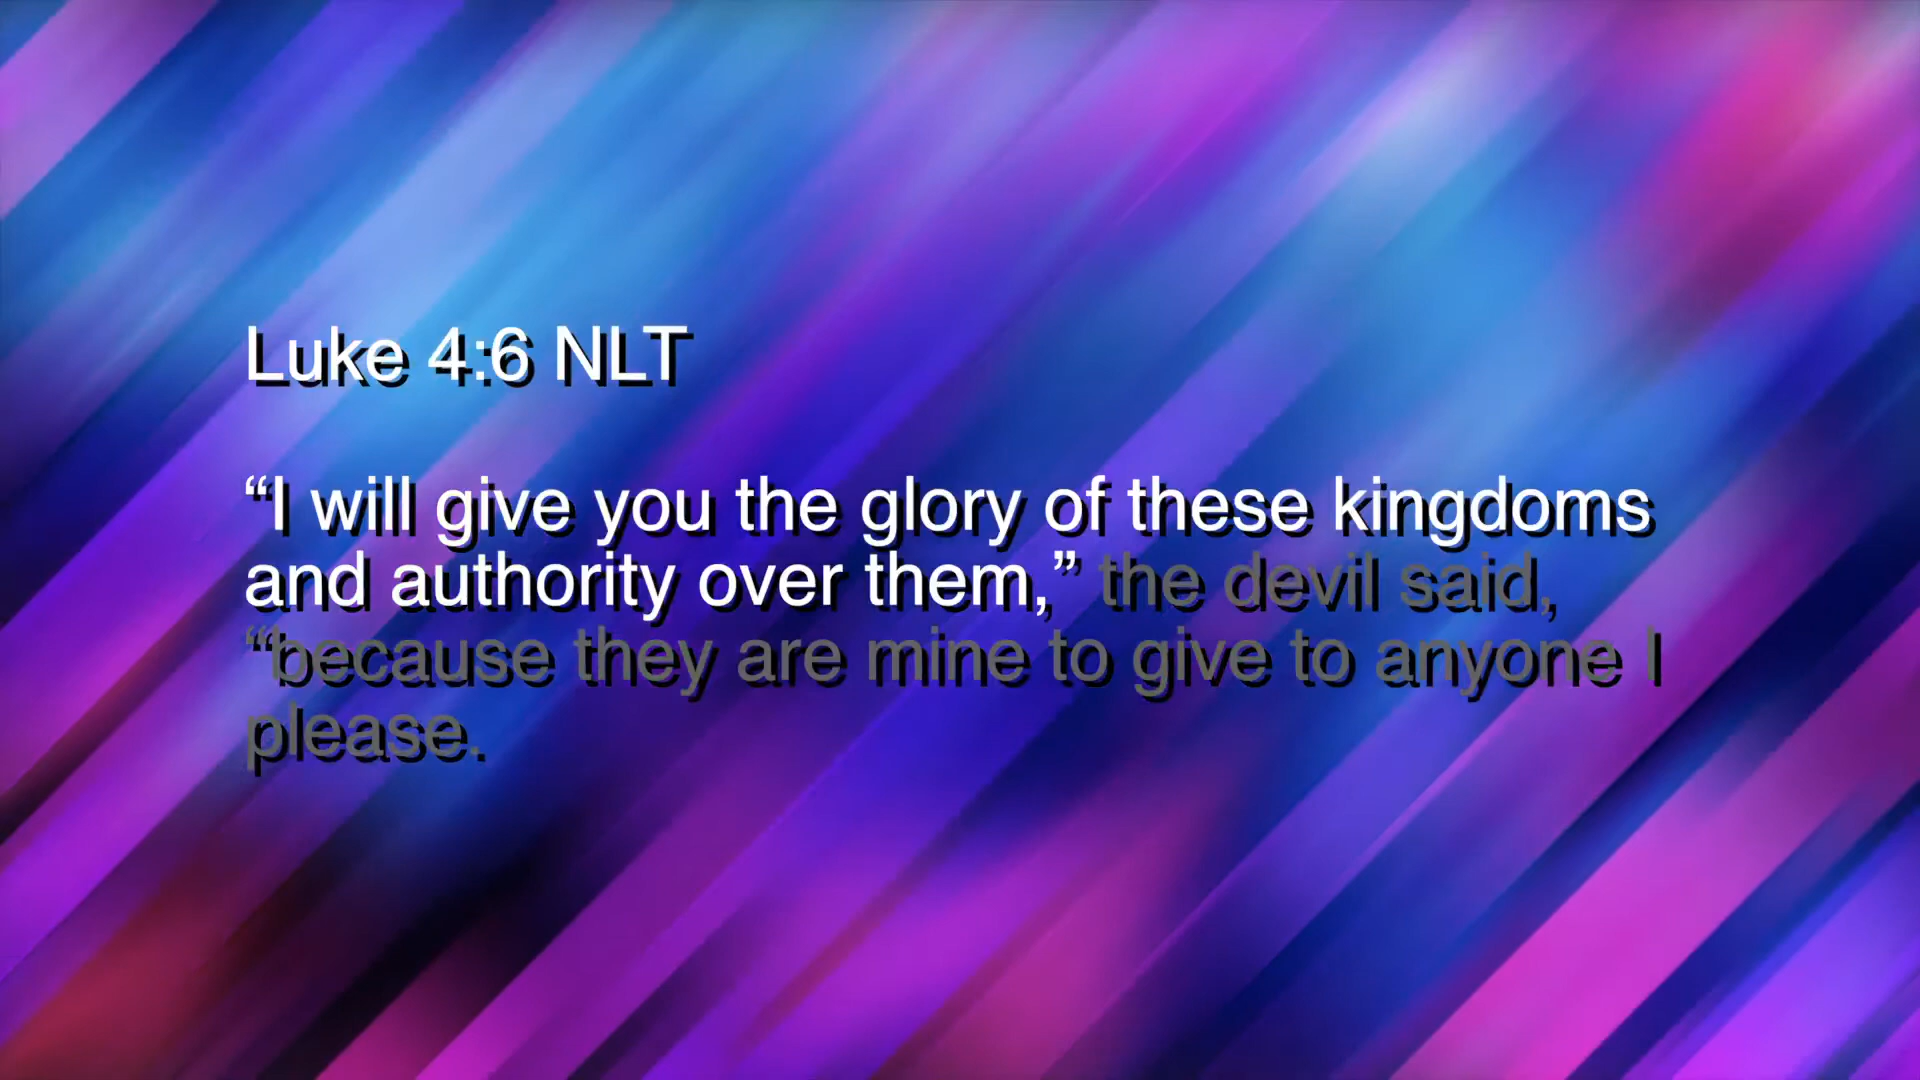 Luke 4:6 NLT
“I will give you the glory of these kingdoms
and authority over them,” the devil said,
“because they are mine to give to anyone I
please.